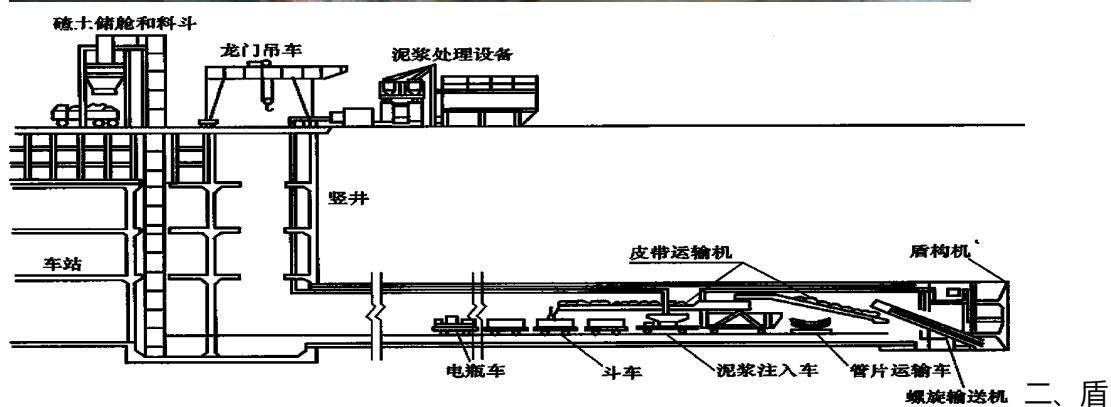 碴土储舱和料斗
龙门吊车
泥浆处理设备
竖井
车站
皮带运输机
盾构机
电瓶车
斗车
泥浆注入车
管片运输车
螺旋输送机
二、盾